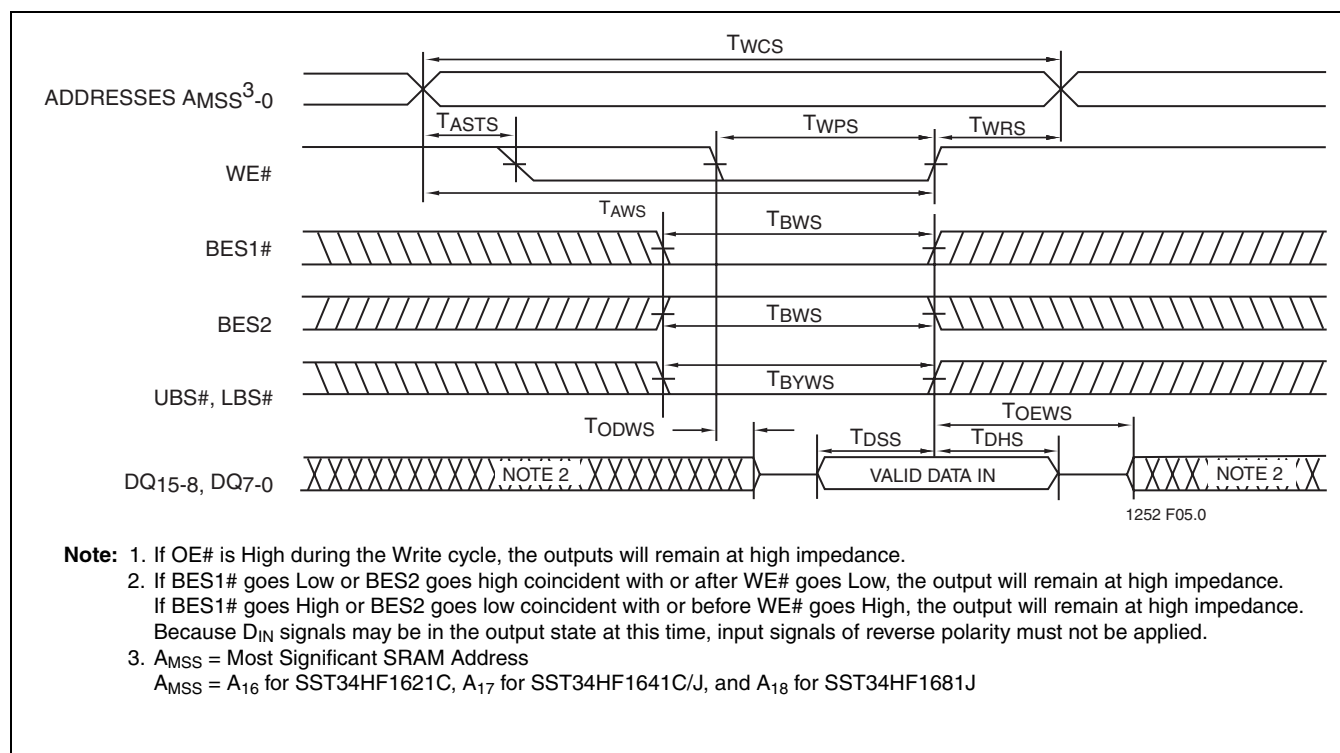 TWCS
ADDRESSES AMSS3-0
TASTS
TWPS
TWRS
WE#
TAWS
TBWS
BES1#
BES2
TBWS
TBYWS
UBS#, LBS#
TODWS
TOEWS
TDSS
TDHS
DQ15-8, DQ7-0
NOTE 2
VALID DATA IN
NOTE 2
1252 F05.0
Note: 1. If OE# is High during the Write cycle, the outputs will remain at high impedance.
2. If BES1# goes Low or BES2 goes high coincident with or after WE# goes Low, the output will remain at high impedance.
If BES1# goes High or BES2 goes low coincident with or before WE# goes High, the output will remain at high impedance.
Because DIN signals may be in the output state at this time, input signals of reverse polarity must not be applied.
3. AMSS = Most Significant SRAM Address
AMSS = A16 for SST34HF1621C, A17 for SST34HF1641C/J, and A18 for SST34HF1681J